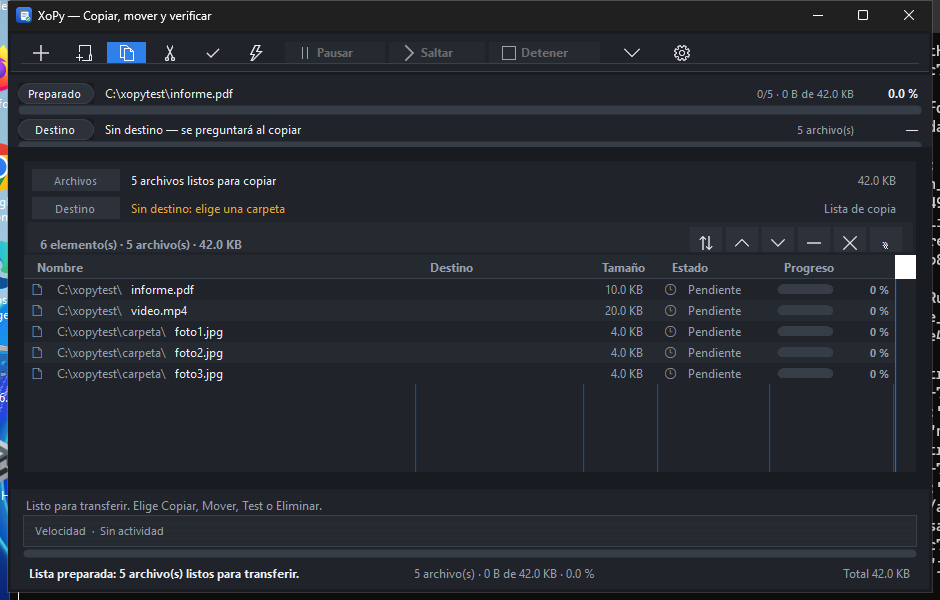 XoPy — Copiar, mover y verificar
Pausar Saltar Detener
Preparado C:\xopytest\informe.pdf 0/5 · 0 B de 42.0 KB 0.0 %
Destino Sin destino — se preguntará al copiar 5 archivo(s) —
Archivos 5 archivos listos para copiar 42.0 KB
Destino Sin destino: elige una carpeta Lista de copia
6 elemento(s) · 5 archivo(s) · 42.0 KB
Nombre Destino Tamaño Estado Progreso
C:\xopytest\ informe.pdf 10.0 KB Pendiente 0 %
C:\xopytest\ video.mp4 20.0 KB Pendiente 0 %
C:\xopytest\carpeta\ foto1.jpg 4.0 KB Pendiente 0 %
C:\xopytest\carpeta\ foto2.jpg 4.0 KB Pendiente 0 %
C:\xopytest\carpeta\ foto3.jpg 4.0 KB Pendiente 0 %
Listo para transferir. Elige Copiar, Mover, Test o Eliminar.
Velocidad · Sin actividad
Lista preparada: 5 archivo(s) listos para transferir. 5 archivo(s) · 0 B de 42.0 KB · 0.0 % Total 42.0 KB